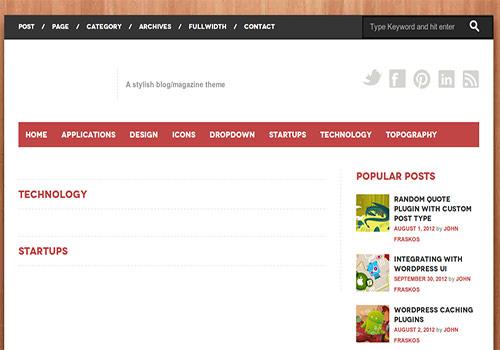 POST / PAGE / CATEGORY / ARCHIVES / FULLWIDTH / CONTACT
Type Keyword and hit enter
A stylish blog/magazine theme
HOME APPLICATIONS DESIGN ICONS DROPDOWN STARTUPS TECHNOLOGY TOPOGRAPHY
TECHNOLOGY
STARTUPS
POPULAR POSTS
RANDOM QUOTE
PLUGIN WITH CUSTOM
POST TYPE
AUGUST 1, 2012 by JOHN
FRASKOS
INTEGRATING WITH
WORDPRESS UI
SEPTEMBER 30, 2012 by JOHN
FRASKOS
WORDPRESS CACHING
PLUGINS
AUGUST 2, 2012 by JOHN
FRASKOS